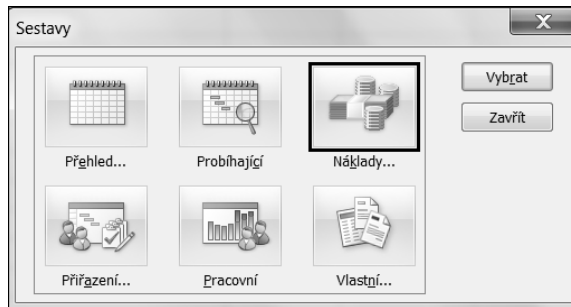 Sestavy
X
Přehled...
Probíhající
Náklady...
Vybrat
Zavřít
Přiřazení...
Pracovní
Vlastní...